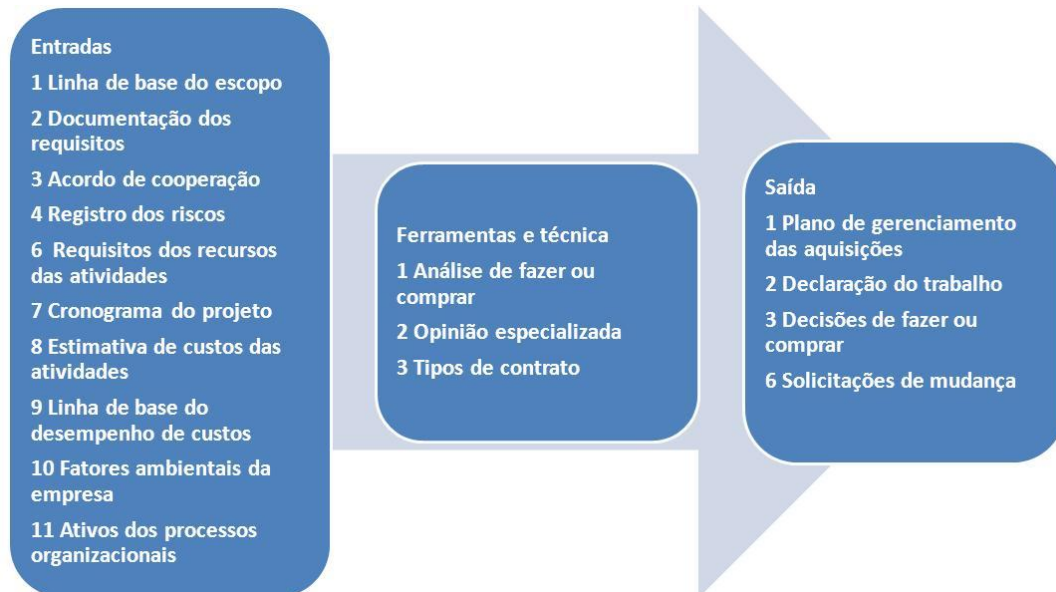 Entradas
1 Linha de base do escopo
2 Documentação dos
requisitos
3 Acordo de cooperação
4 Registro dos riscos
6 Requisitos dos recursos
das atividades
7 Cronograma do projeto
8 Estimativa de custos das
atividades
9 Linha de base do
desempenho de custos
10 Fatores ambientais da
empresa
11 Ativos dos processos
organizacionais
Ferramentas e técnica
1 Análise de fazer ou
comprar
2 Opinião especializada
3 Tipos de contrato
Saída
1 Plano de gerenciamento
das aquisições
2 Declaração do trabalho
3 Decisões de fazer ou
comprar
6 Solicitações de mudança